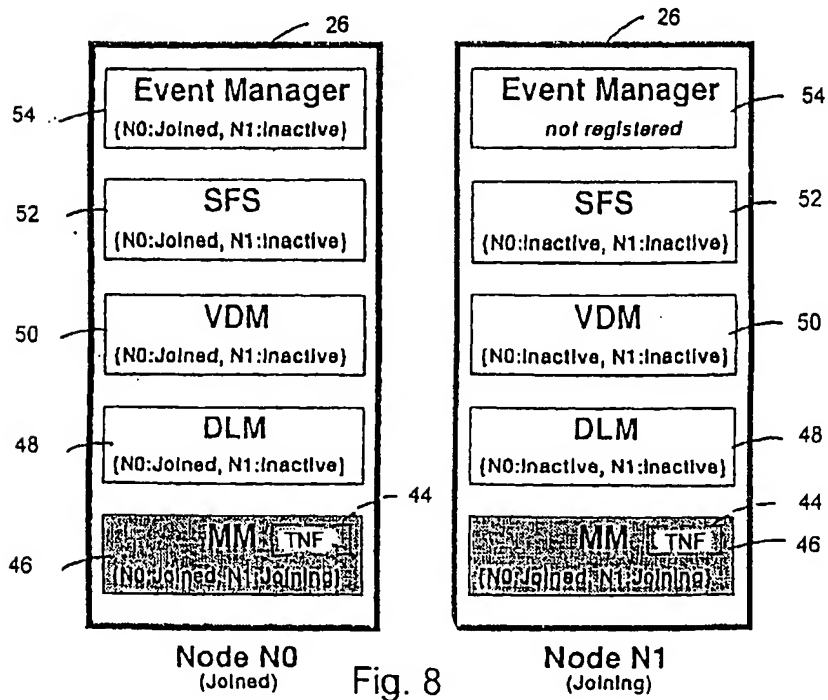 26
26
54
Event Manager
{N0:Joined, N1:Inactive}
Event Manager
not registered
54
52
SFS
{N0:Joined, N1:Inactive}
SFS
{N0:Inactive, N1:Inactive}
52
50
VDM
{N0:Joined, N1:Inactive}
VDM
{N0:Inactive, N1:Inactive}
50
48
DLM
{N0:Joined, N1:Inactive}
DLM
{N0:Inactive, N1:Inactive}
48
44
44
46
MM TNF
{N0:Joined, N1:Joining}
MM TNF
{N0:Joined, N1:Joining}
46
Node N0
(Joined)
Fig. 8
Node N1
(Joining)